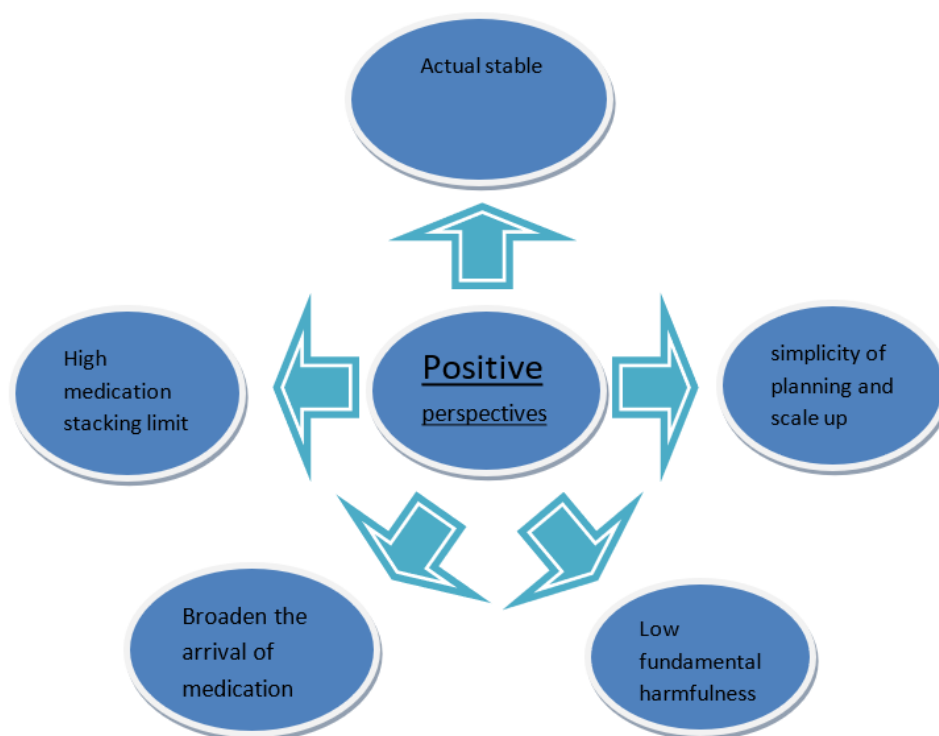 Actual stable
High
medication
stacking limit
Positive
perspectives
simplicity of
planning and
scale up
Broaden the
arrival of
medication
Low
fundamental
harmfulness